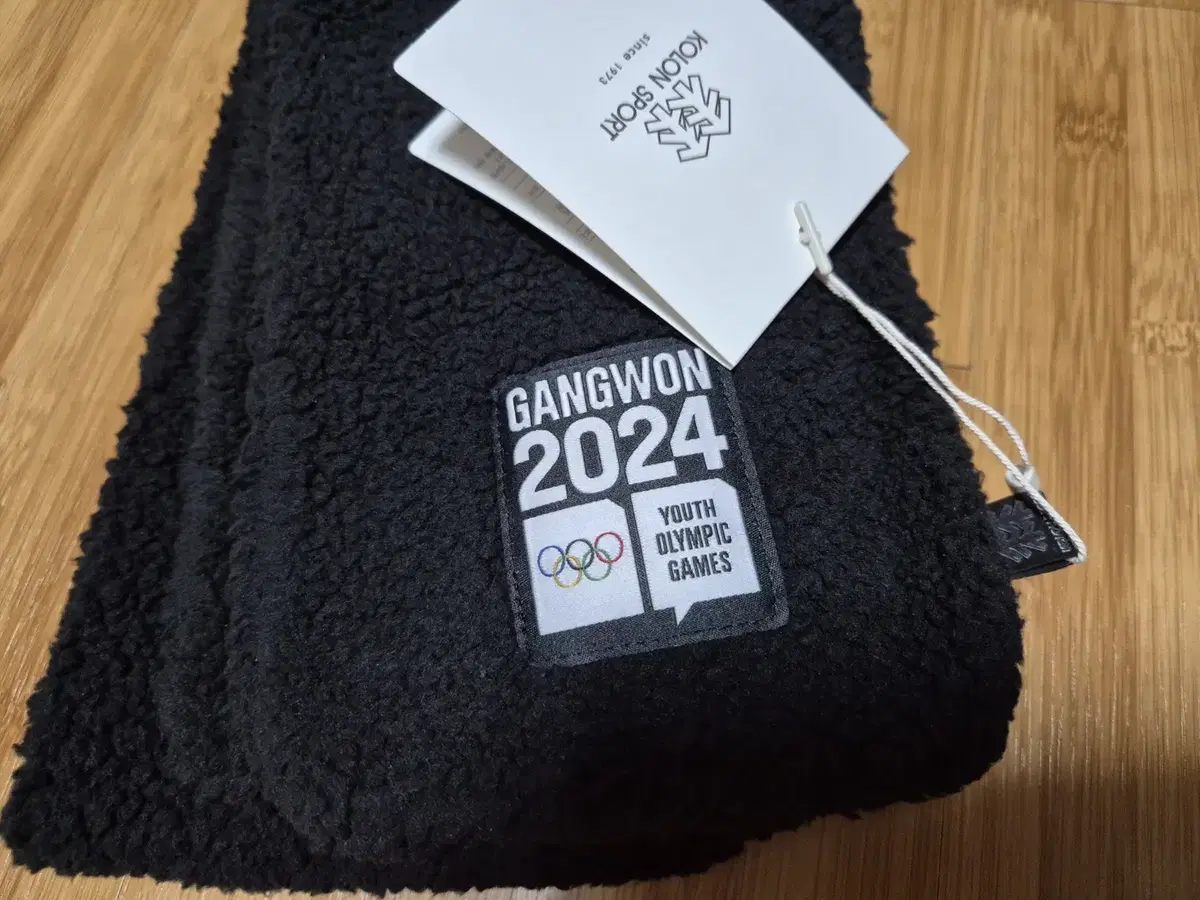 KOLON SPORT
since 1973
GANGWON
2024
YOUTH
OLYMPIC
GAMES